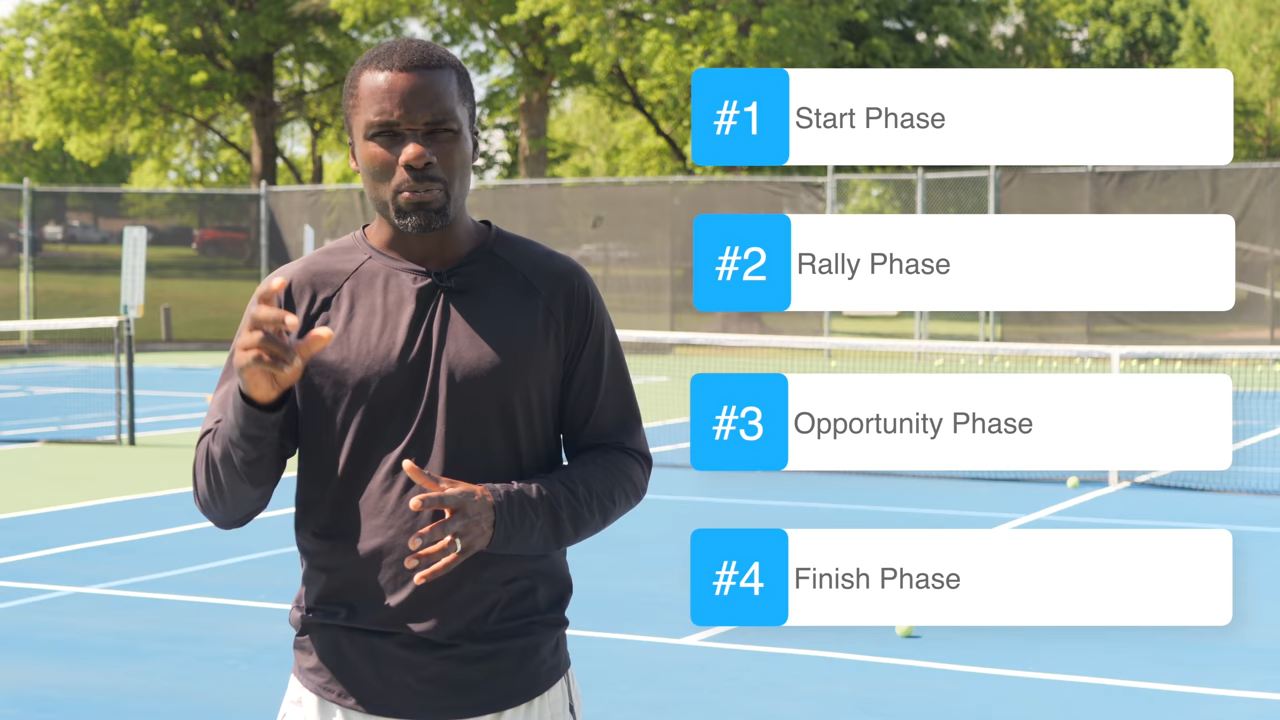 #1 Start Phase
#2 Rally Phase
#3 Opportunity Phase
#4 Finish Phase